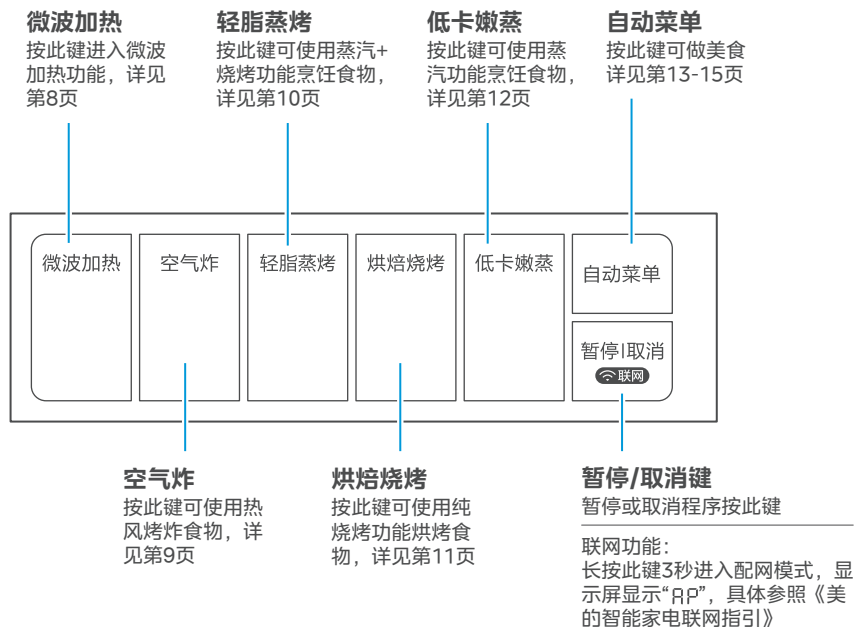 微波加热
按此键进入微波
加热功能，详见
第8页
轻脂蒸烤
按此键可使用蒸汽+
烧烤功能烹饪食物，
详见第10页
低卡嫩蒸
按此键可使用蒸
汽功能烹饪食物，
详见第12页
自动菜单
按此键可做美食
详见第13-15页
微波加热
空气炸
轻脂蒸烤
烘焙烧烤
低卡嫩蒸
自动菜单
暂停|取消
联网
空气炸
按此键可使用热
风烤炸食物，详
见第9页
烘焙烧烤
按此键可使用纯
烧烤功能烘烤食
物，详见第11页
暂停/取消键
暂停或取消程序按此键
联网功能：
长按此键3秒进入配网模式，显
示屏显示“AP”，具体参照《美
的智能家电联网指引》